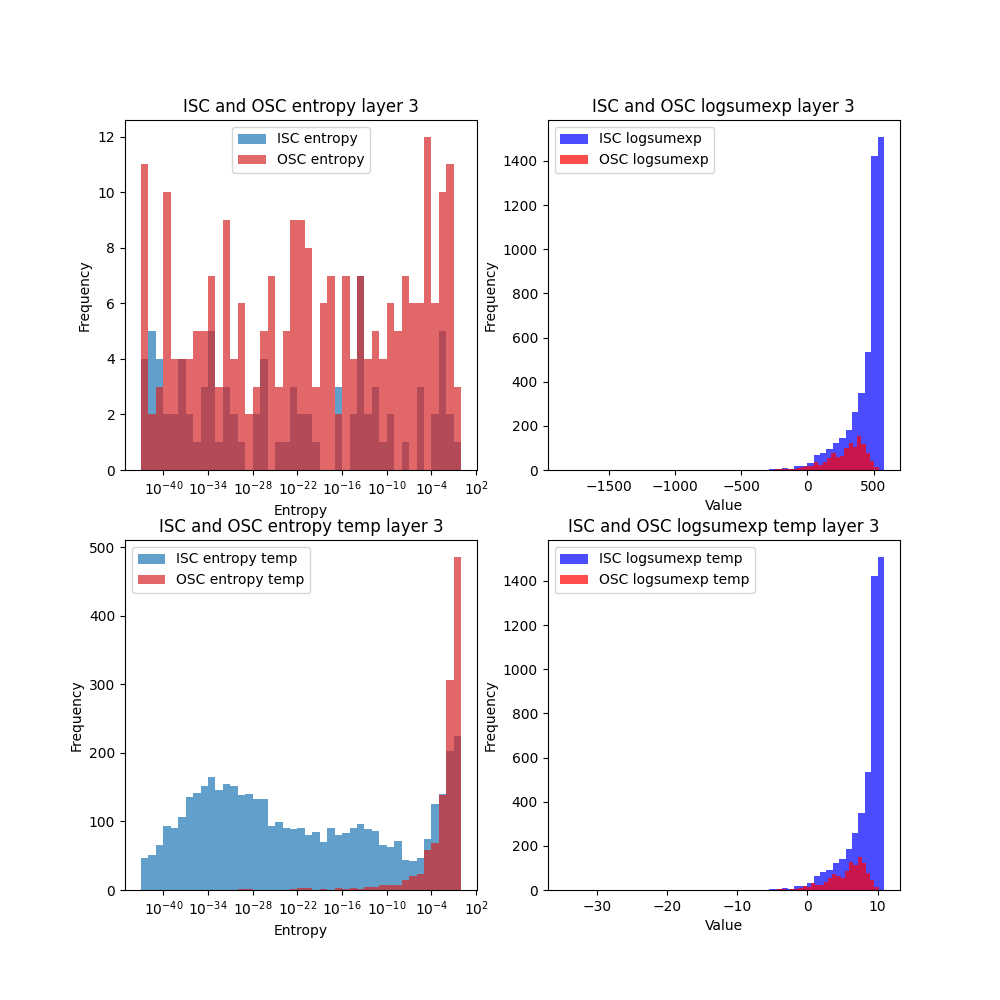 ISC and OSC entropy layer 3
ISC entropy
OSC entropy
12
10
8
6
4
2
0
Frequency
10⁻⁴⁰ 10⁻³⁴ 10⁻²⁸ 10⁻²² 10⁻¹⁶ 10⁻¹⁰ 10⁻⁴ 10²
Entropy
ISC and OSC logsumexp layer 3
ISC logsumexp
OSC logsumexp
1400
1200
1000
800
600
400
200
0
Frequency
−1500 −1000 −500 0 500
Value
ISC and OSC entropy temp layer 3
ISC entropy temp
OSC entropy temp
500
400
300
200
100
0
Frequency
10⁻⁴⁰ 10⁻³⁴ 10⁻²⁸ 10⁻²² 10⁻¹⁶ 10⁻¹⁰ 10⁻⁴ 10²
Entropy
ISC and OSC logsumexp temp layer 3
ISC logsumexp temp
OSC logsumexp temp
1400
1200
1000
800
600
400
200
0
Frequency
−30 −20 −10 0 10
Value